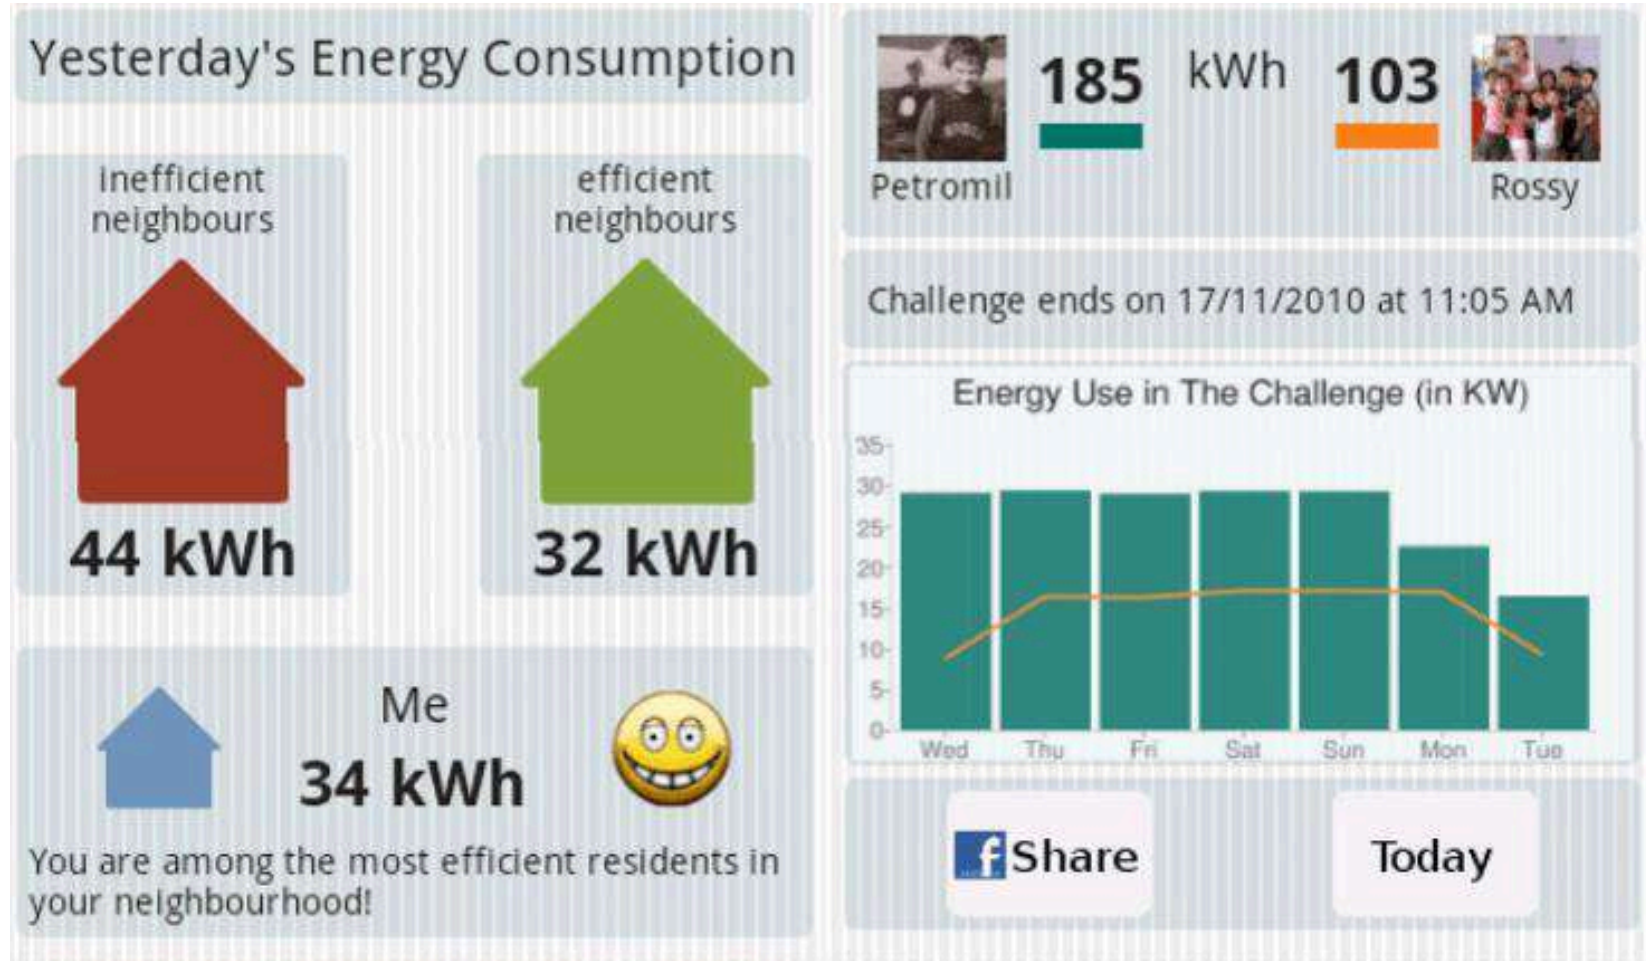 Yesterday's Energy Consumption
inefficient
neighbours
efficient
neighbours
44 kWh
32 kWh
Me
34 kWh
You are among the most efficient residents in
your neighbourhood!
185 kWh 103
Petromil
Rossy
Challenge ends on 17/11/2010 at 11:05 AM
Energy Use in The Challenge (in KW)
35
30
25
20
15
10
5
0
Wed Thu Fri Sat Sun Mon Tue
f Share
Today